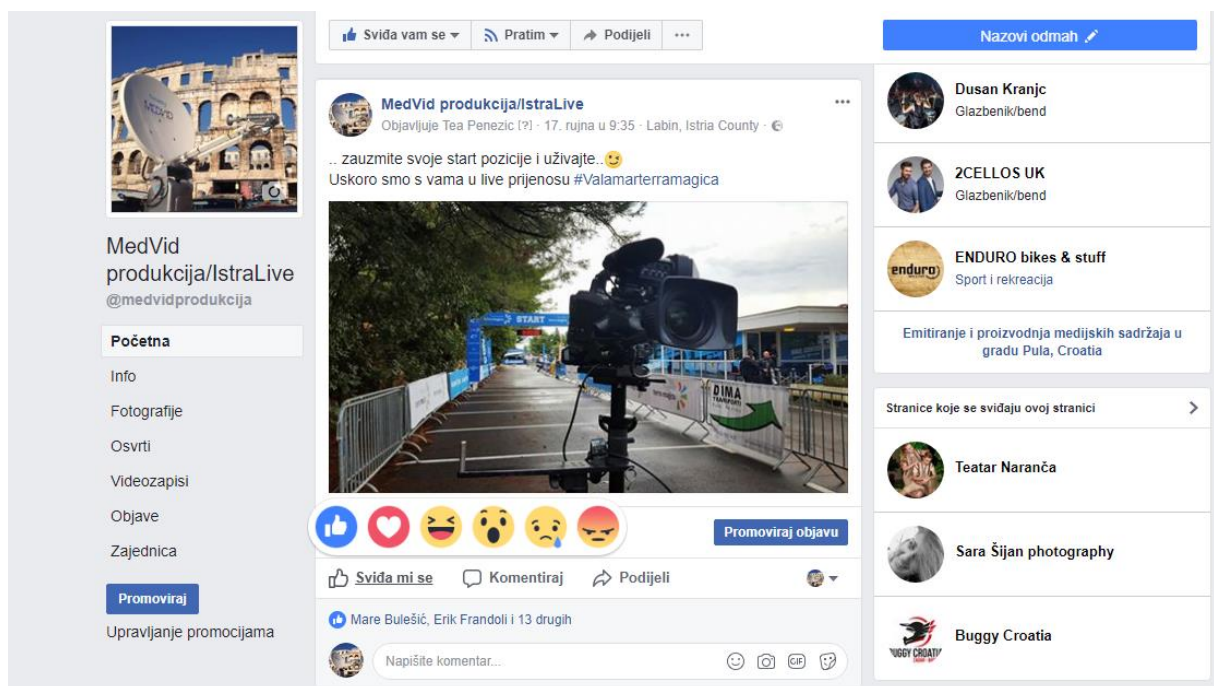 MedVid
produkcija/IstraLive
@medvidprodukcija
Početna
Info
Fotografije
Osvrti
Videozapisi
Objave
Zajednica
Promoviraj
Upravljanje promocijama
Sviđa vam se
Pratim
Podijeli
MedVid produkcija/IstraLive
Objavljuje Tea Penezic [?] · 17. rujna u 9:35 · Labin, Istria County ·
.. zauzmite svoje start pozicije i uživajte..
Uskoro smo s vama u live prijenosu #Valamarterramagica
START
DIMA
TRANSPORTI
Promoviraj objavu
Sviđa mi se Komentiraj Podijeli
Mare Bulešić, Erik Frandoli i 13 drugih
Napišite komentar...
GIF
Nazovi odmah
Dusan Kranjc
Glazbenik/bend
2CELLOS UK
Glazbenik/bend
enduro
ENDURO bikes & stuff
Sport i rekreacija
Emitiranje i proizvodnja medijskih sadržaja u
gradu Pula, Croatia
Stranice koje se sviđaju ovoj stranici
Teatar Naranča
Sara Šijan photography
Buggy Croatia